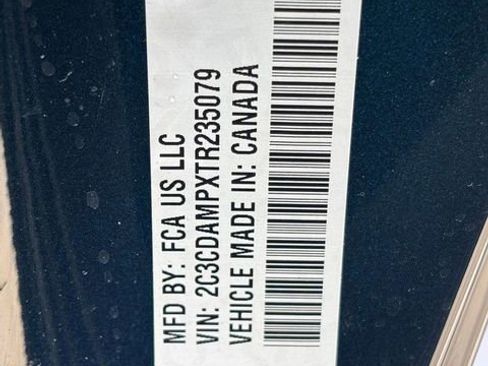 MFD BY: FCA US LLC
VIN: 2C3CDAMPXTR235079
VEHICLE MADE IN: CANADA